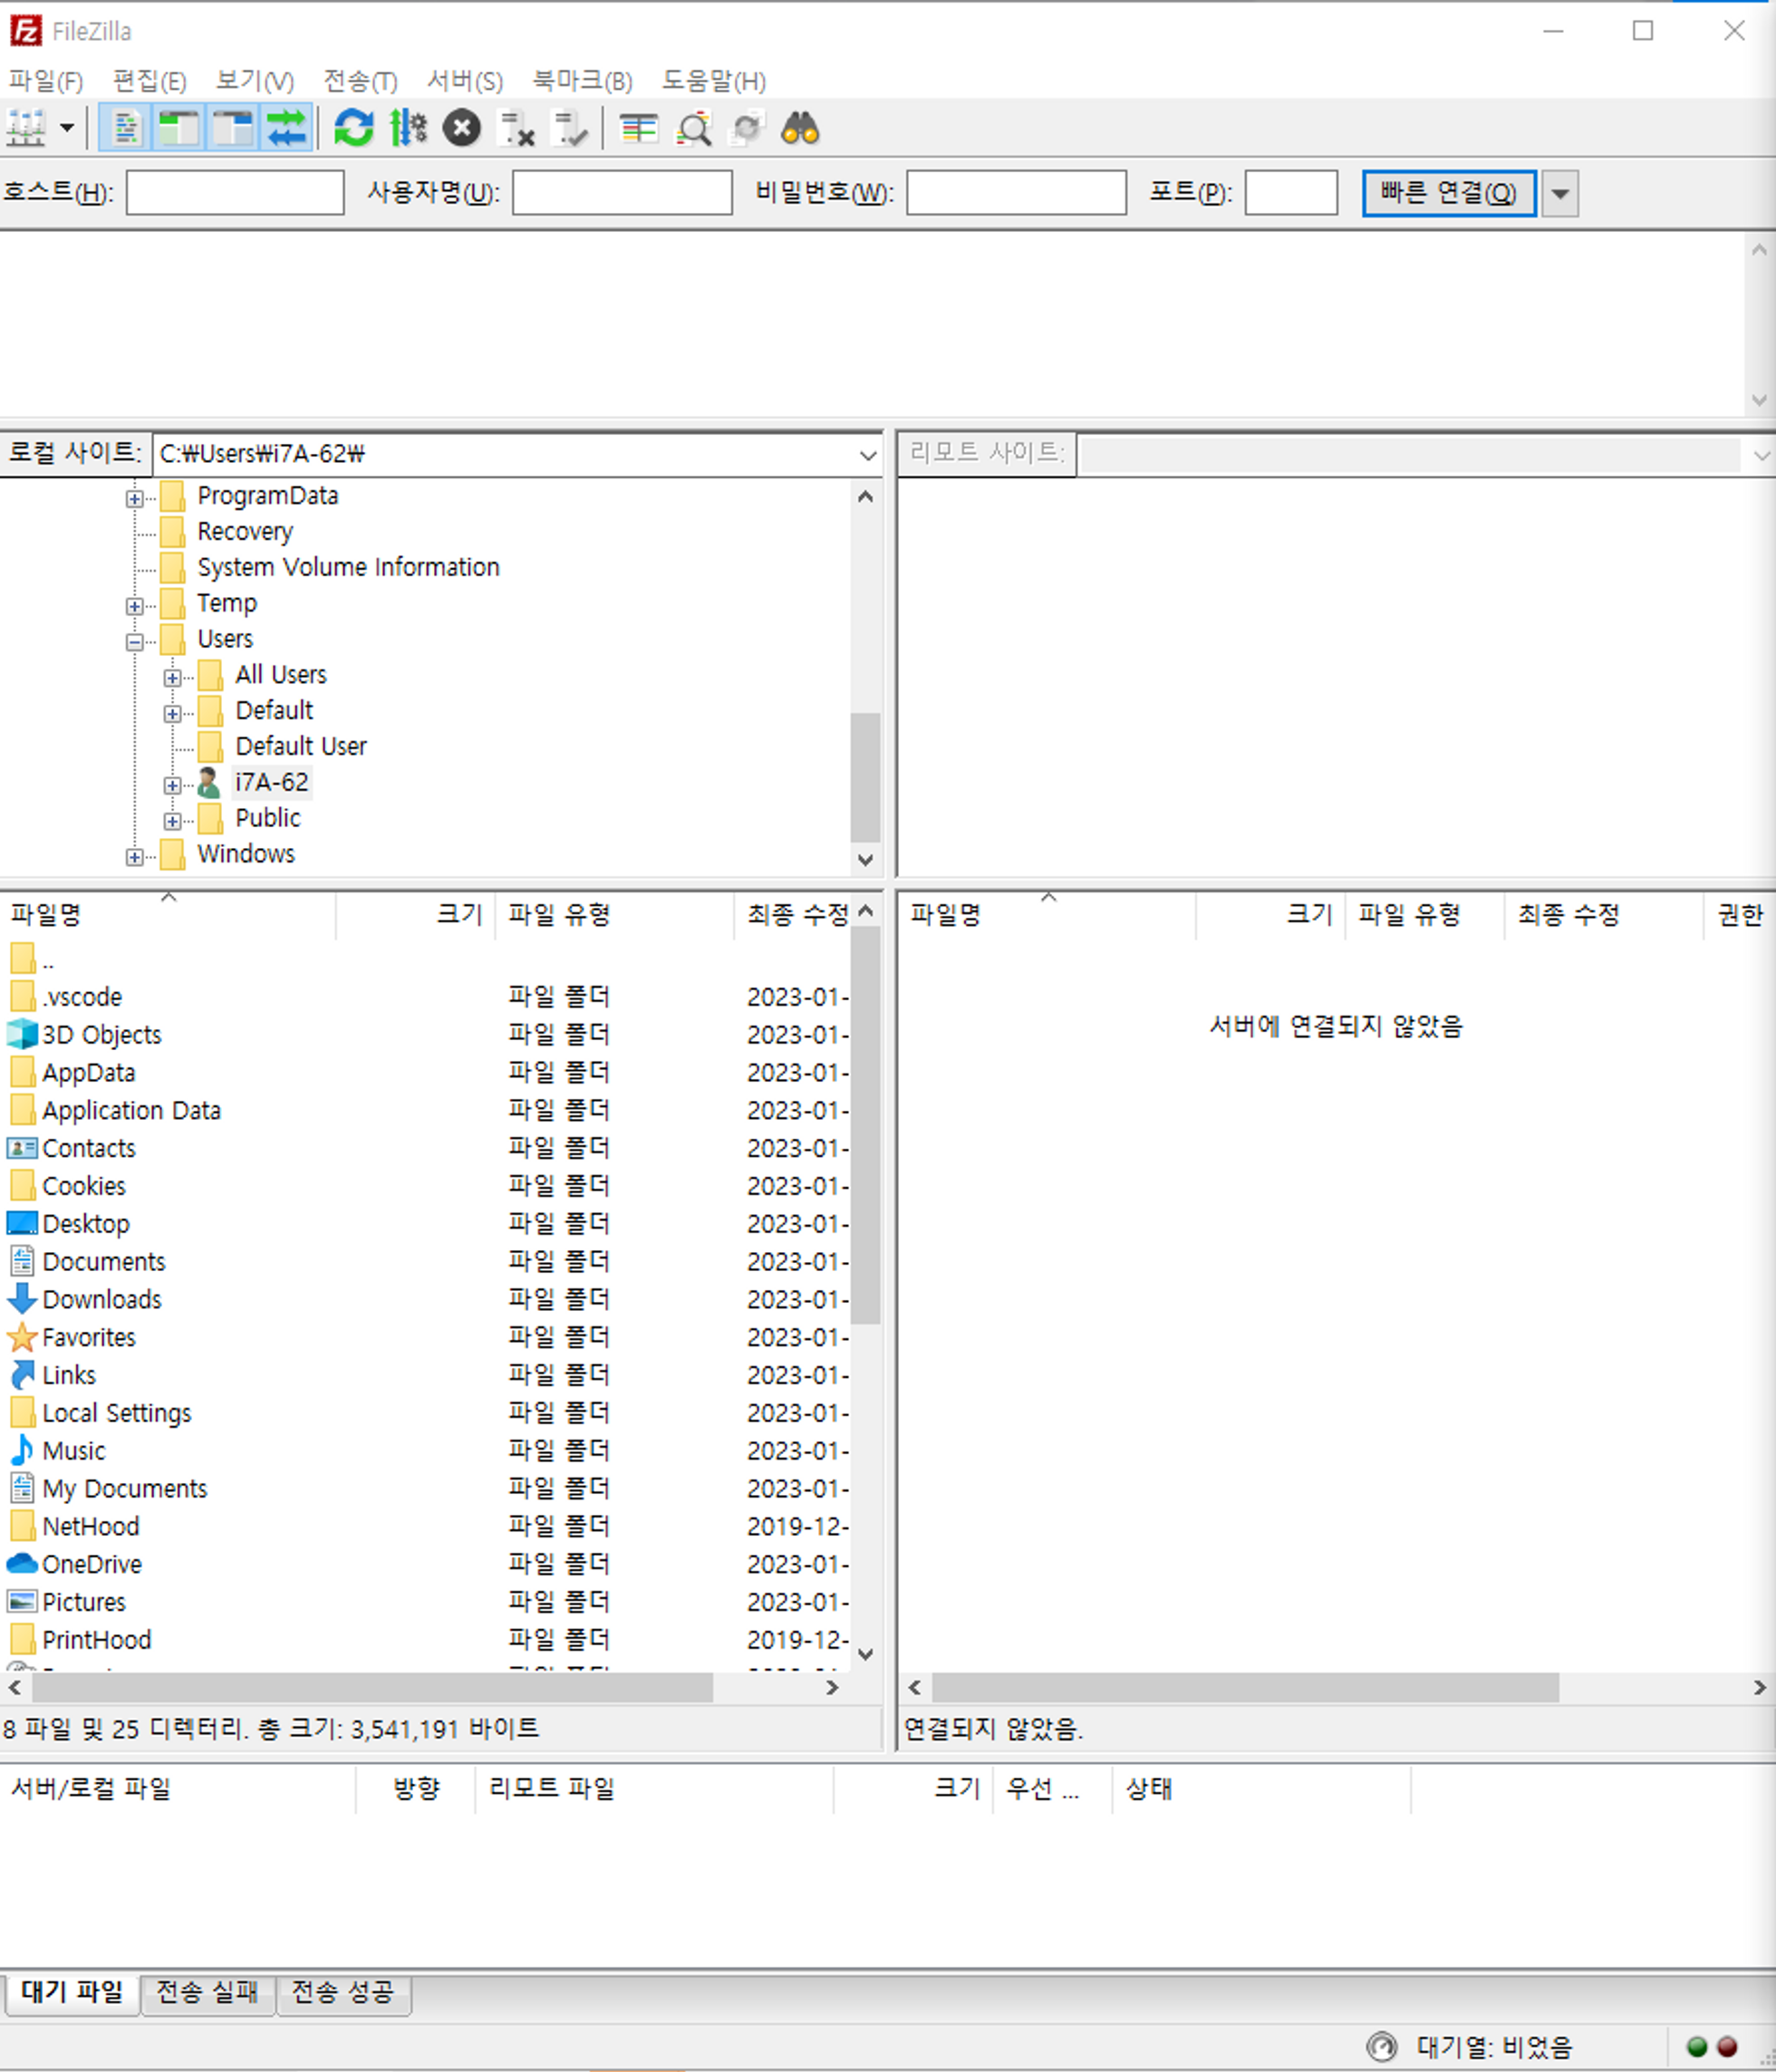 FileZilla
파일(F) 편집(E) 보기(V) 전송(T) 서버(S) 북마크(B) 도움말(H)
호스트(H): 사용자명(U): 비밀번호(W): 포트(P): 빠른 연결(Q)
로컬 사이트: C:₩Users₩i7A-62₩
ProgramData
Recovery
System Volume Information
Temp
Users
All Users
Default
Default User
i7A-62
Public
Windows
리모트 사이트:
파일명 크기 파일 유형 최종 수정
..
.vscode 파일 폴더 2023-01-
3D Objects 파일 폴더 2023-01-
AppData 파일 폴더 2023-01-
Application Data 파일 폴더 2023-01-
Contacts 파일 폴더 2023-01-
Cookies 파일 폴더 2023-01-
Desktop 파일 폴더 2023-01-
Documents 파일 폴더 2023-01-
Downloads 파일 폴더 2023-01-
Favorites 파일 폴더 2023-01-
Links 파일 폴더 2023-01-
Local Settings 파일 폴더 2023-01-
Music 파일 폴더 2023-01-
My Documents 파일 폴더 2023-01-
NetHood 파일 폴더 2019-12-
OneDrive 파일 폴더 2023-01-
Pictures 파일 폴더 2023-01-
PrintHood 파일 폴더 2019-12-
8 파일 및 25 디렉터리. 총 크기: 3,541,191 바이트
파일명 크기 파일 유형 최종 수정 권한
서버에 연결되지 않았음
연결되지 않았음.
서버/로컬 파일 방향 리모트 파일 크기 우선 ... 상태
대기 파일 전송 실패 전송 성공
대기열: 비었음